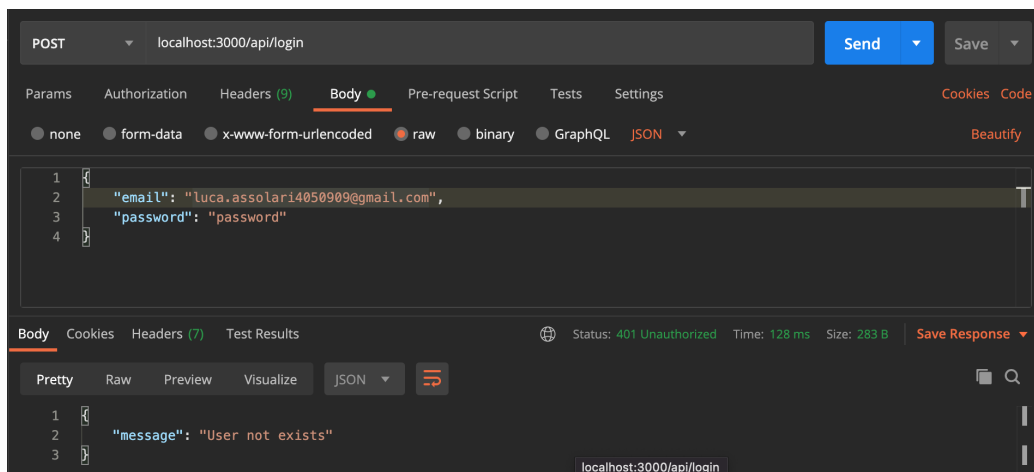 POST localhost:3000/api/login Send Save
Params Authorization Headers (9) Body Pre-request Script Tests Settings Cookies Code
none form-data x-www-form-urlencoded raw binary GraphQL JSON Beautify
1 {
2 "email": "luca.assolari4050909@gmail.com",
3 "password": "password"
4 }
Body Cookies Headers (7) Test Results Status: 401 Unauthorized Time: 128 ms Size: 283 B Save Response
Pretty Raw Preview Visualize JSON
1 {
2 "message": "User not exists"
3 }
localhost:3000/api/login